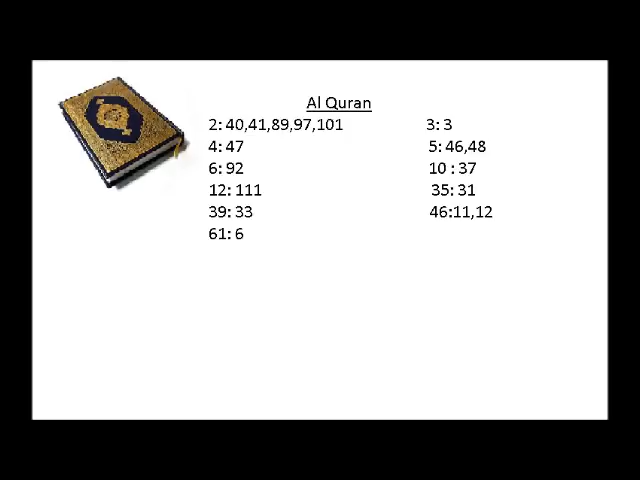 Al Quran
2: 40,41,89,97,101 3: 3
4: 47 5: 46,48
6: 92 10 : 37
12: 111 35: 31
39: 33 46:11,12
61: 6